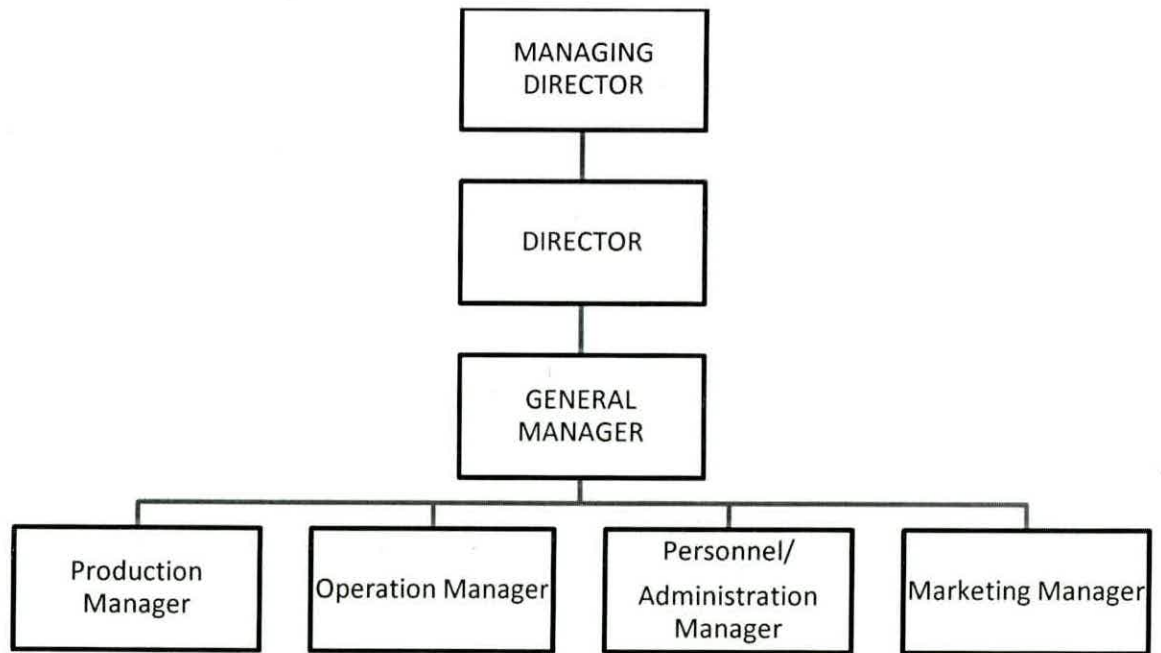 MANAGING
DIRECTOR
DIRECTOR
GENERAL
MANAGER
Production
Manager
Operation Manager
Personnel/
Administration
Manager
Marketing Manager